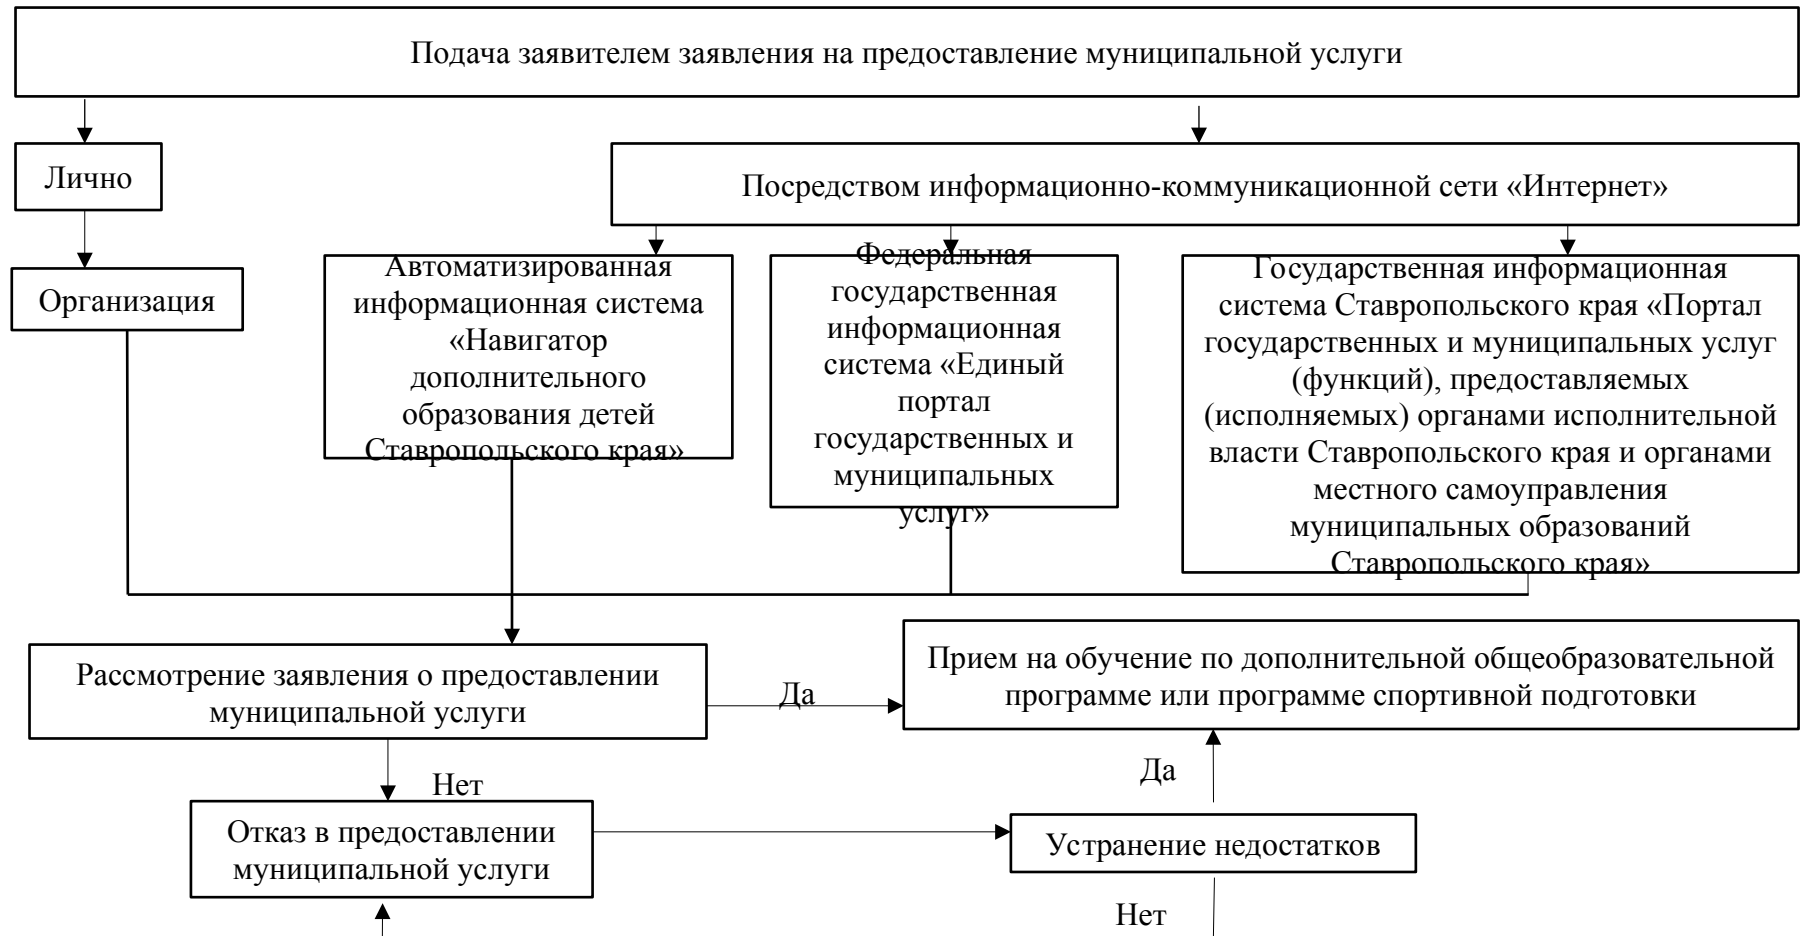 Подача заявителем заявления на предоставление муниципальной услуги
Лично
Посредством информационно-коммуникационной сети «Интернет»
Организация
Автоматизированная
информационная система
«Навигатор
дополнительного
образования детей
Ставропольского края»
Федеральная
государственная
информационная
система «Единый
портал
государственных и
муниципальных
услуг»
Государственная информационная
система Ставропольского края «Портал
государственных и муниципальных услуг
(функций), предоставляемых
(исполняемых) органами исполнительной
власти Ставропольского края и органами
местного самоуправления
муниципальных образований
Ставропольского края»
Рассмотрение заявления о предоставлении
муниципальной услуги
Да
Прием на обучение по дополнительной общеобразовательной
программе или программе спортивной подготовки
Нет
Да
Отказ в предоставлении
муниципальной услуги
Устранение недостатков
Нет